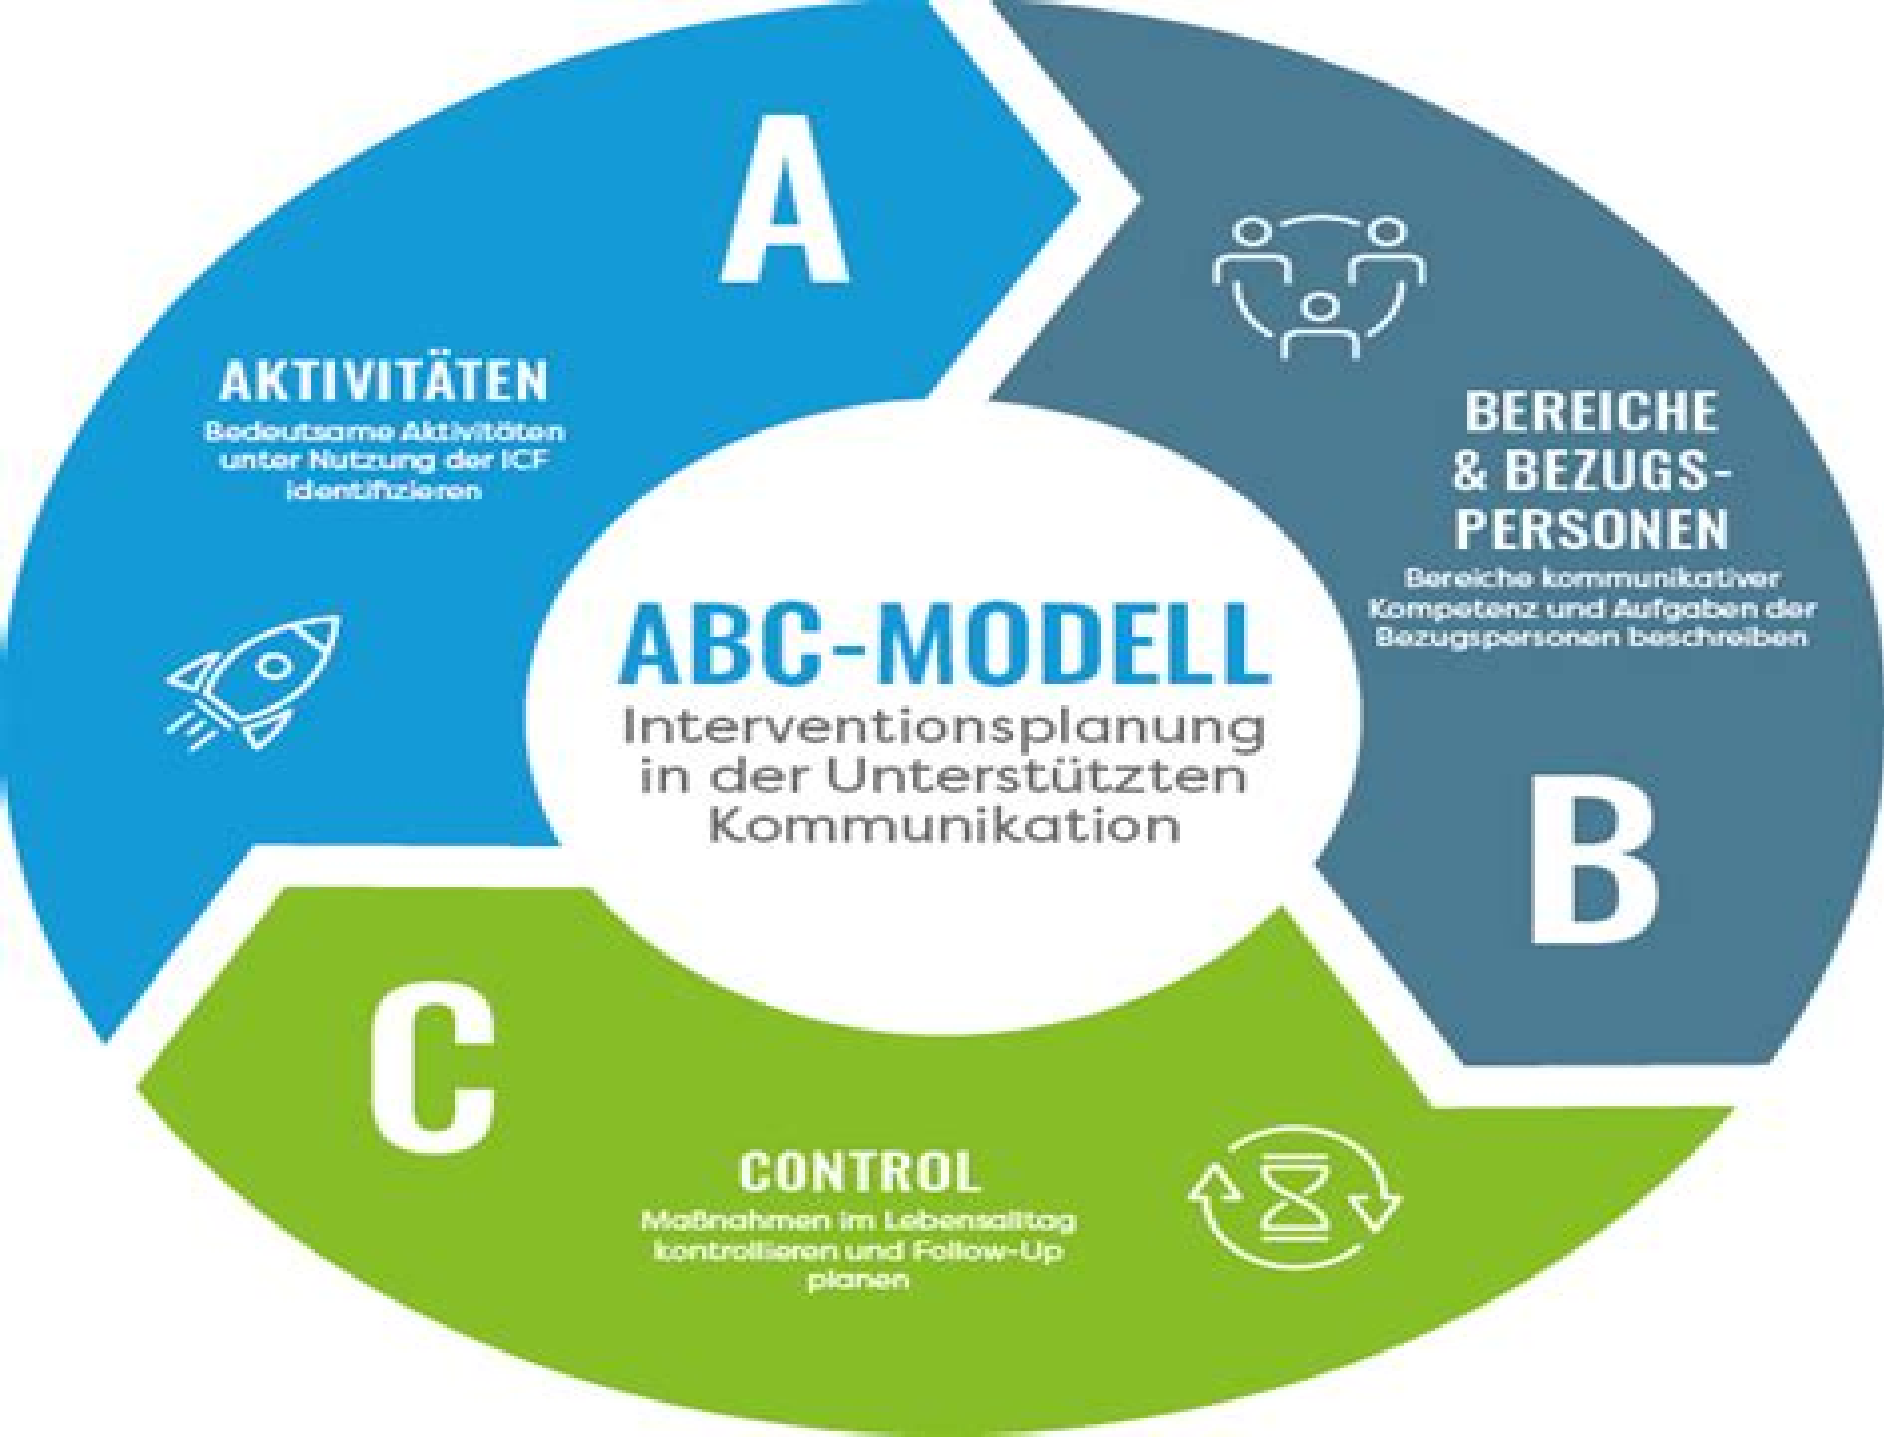 A
AKTIVITÄTEN
Bedeutsame Aktivitäten
unter Nutzung der ICF
identifizieren
BEREICHE
& BEZUGS-
PERSONEN
Bereiche kommunikativer
Kompetenz und Aufgaben der
Bezugspersonen beschreiben
B
ABC-MODELL
Interventionsplanung
in der Unterstützten
Kommunikation
C
CONTROL
Maßnahmen im Lebensalltag
kontrollieren und Follow-Up
planen